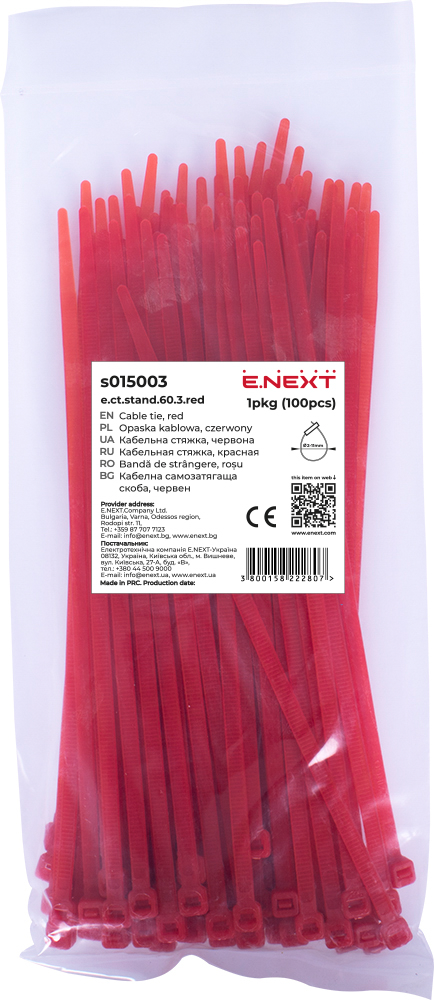 s015003
E.NEXT
e.ct.stand.60.3.red
1pkg (100pcs)
EN Cable tie, red
PL Opaska kablowa, czerwony
UA Кабельна стяжка, червона
RU Кабельная стяжка, красная
RO Bandă de strângere, roșu
BG Кабелна самозатягаща
скоба, червен
Ø2-11mm
this item on web
Provider address:
E.NEXT.Company Ltd.
Bulgaria, Varna, Odessos region,
Rodopi str. 11,
Tel.: +359 87 707 7123
E-mail: info@enext.bg, www.enext.bg
CE
www.enext.com
Постачальник:
Електротехнічна компанія E.NEXT-Україна
08132, Україна, Київська обл., м. Вишневе,
вул. Київська, 27-А, буд. «В»,
тел.: +380 44 500 9000
E-mail: info@enext.ua, www.enext.ua
Made in PRC. Production date:
3 800158 222807 >